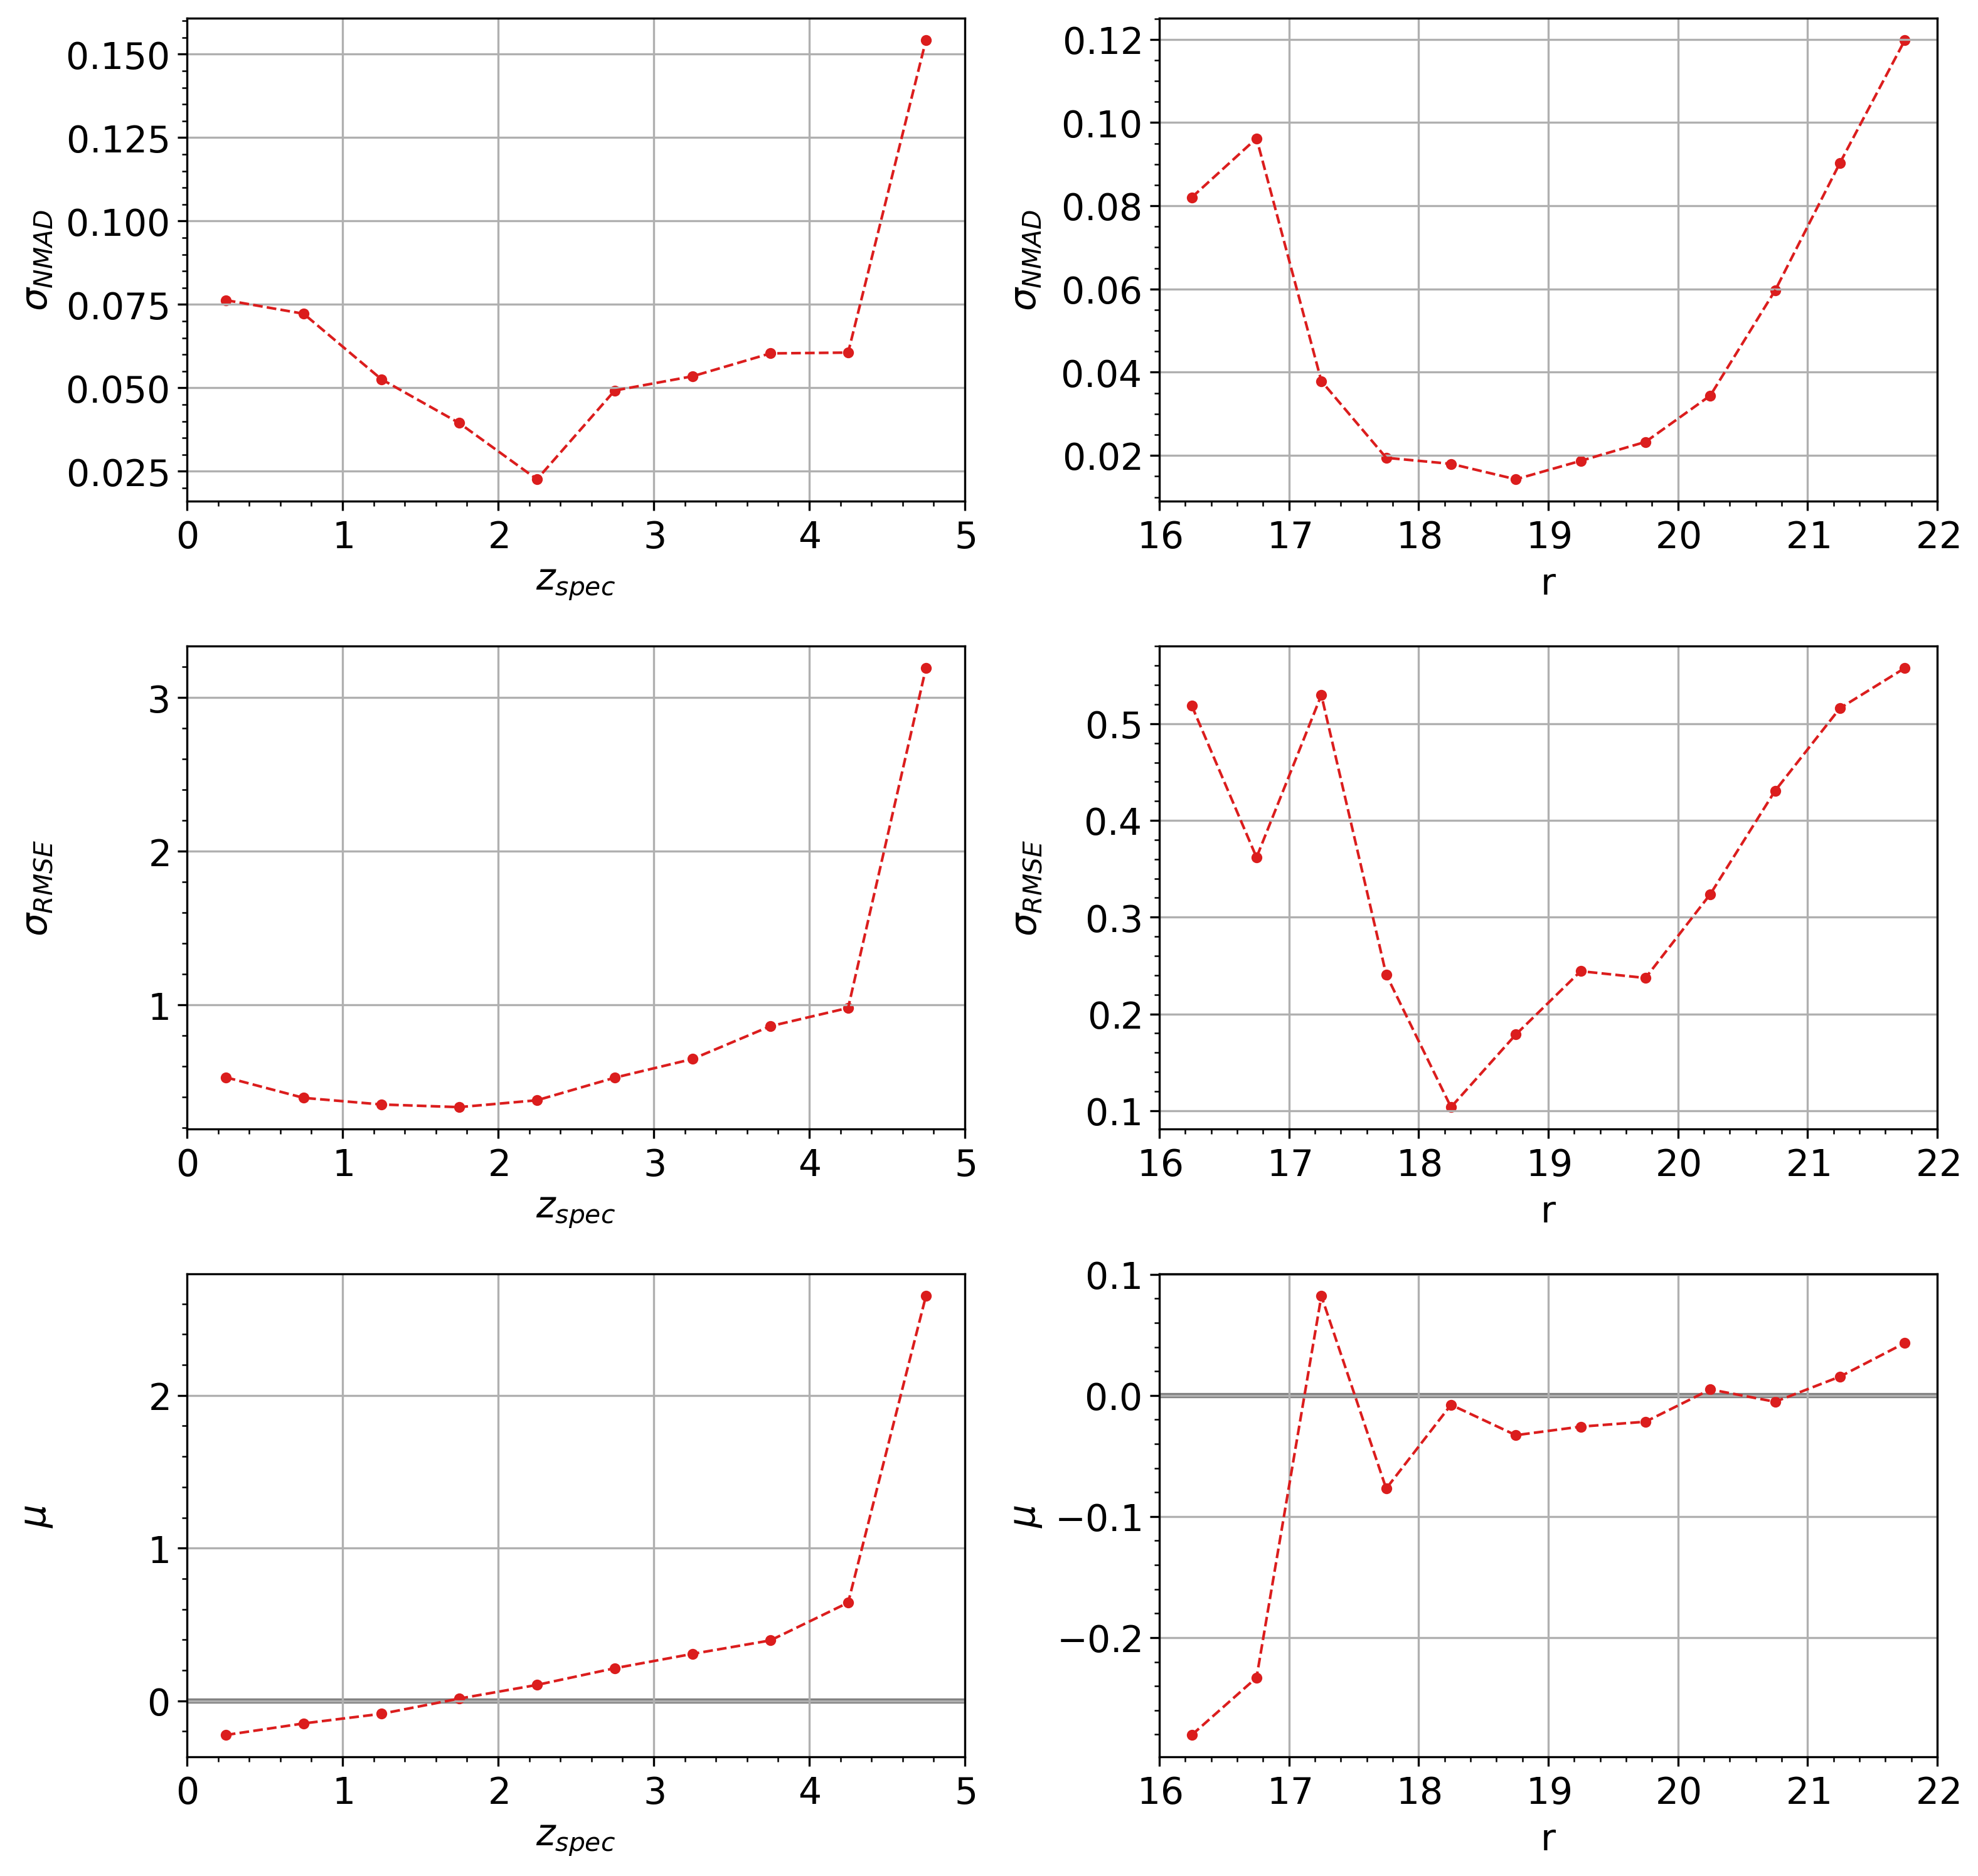 0.150
0.125
0.100
0.075
0.050
0.025
σNMAD
0 1 2 3 4 5
zspec
0.12
0.10
0.08
0.06
0.04
0.02
σNMAD
16 17 18 19 20 21 22
r
3
2
1
σRMSE
0 1 2 3 4 5
zspec
0.5
0.4
0.3
0.2
0.1
σRMSE
16 17 18 19 20 21 22
r
2
1
0
μ
0 1 2 3 4 5
zspec
0.1
0.0
−0.1
−0.2
μ
16 17 18 19 20 21 22
r